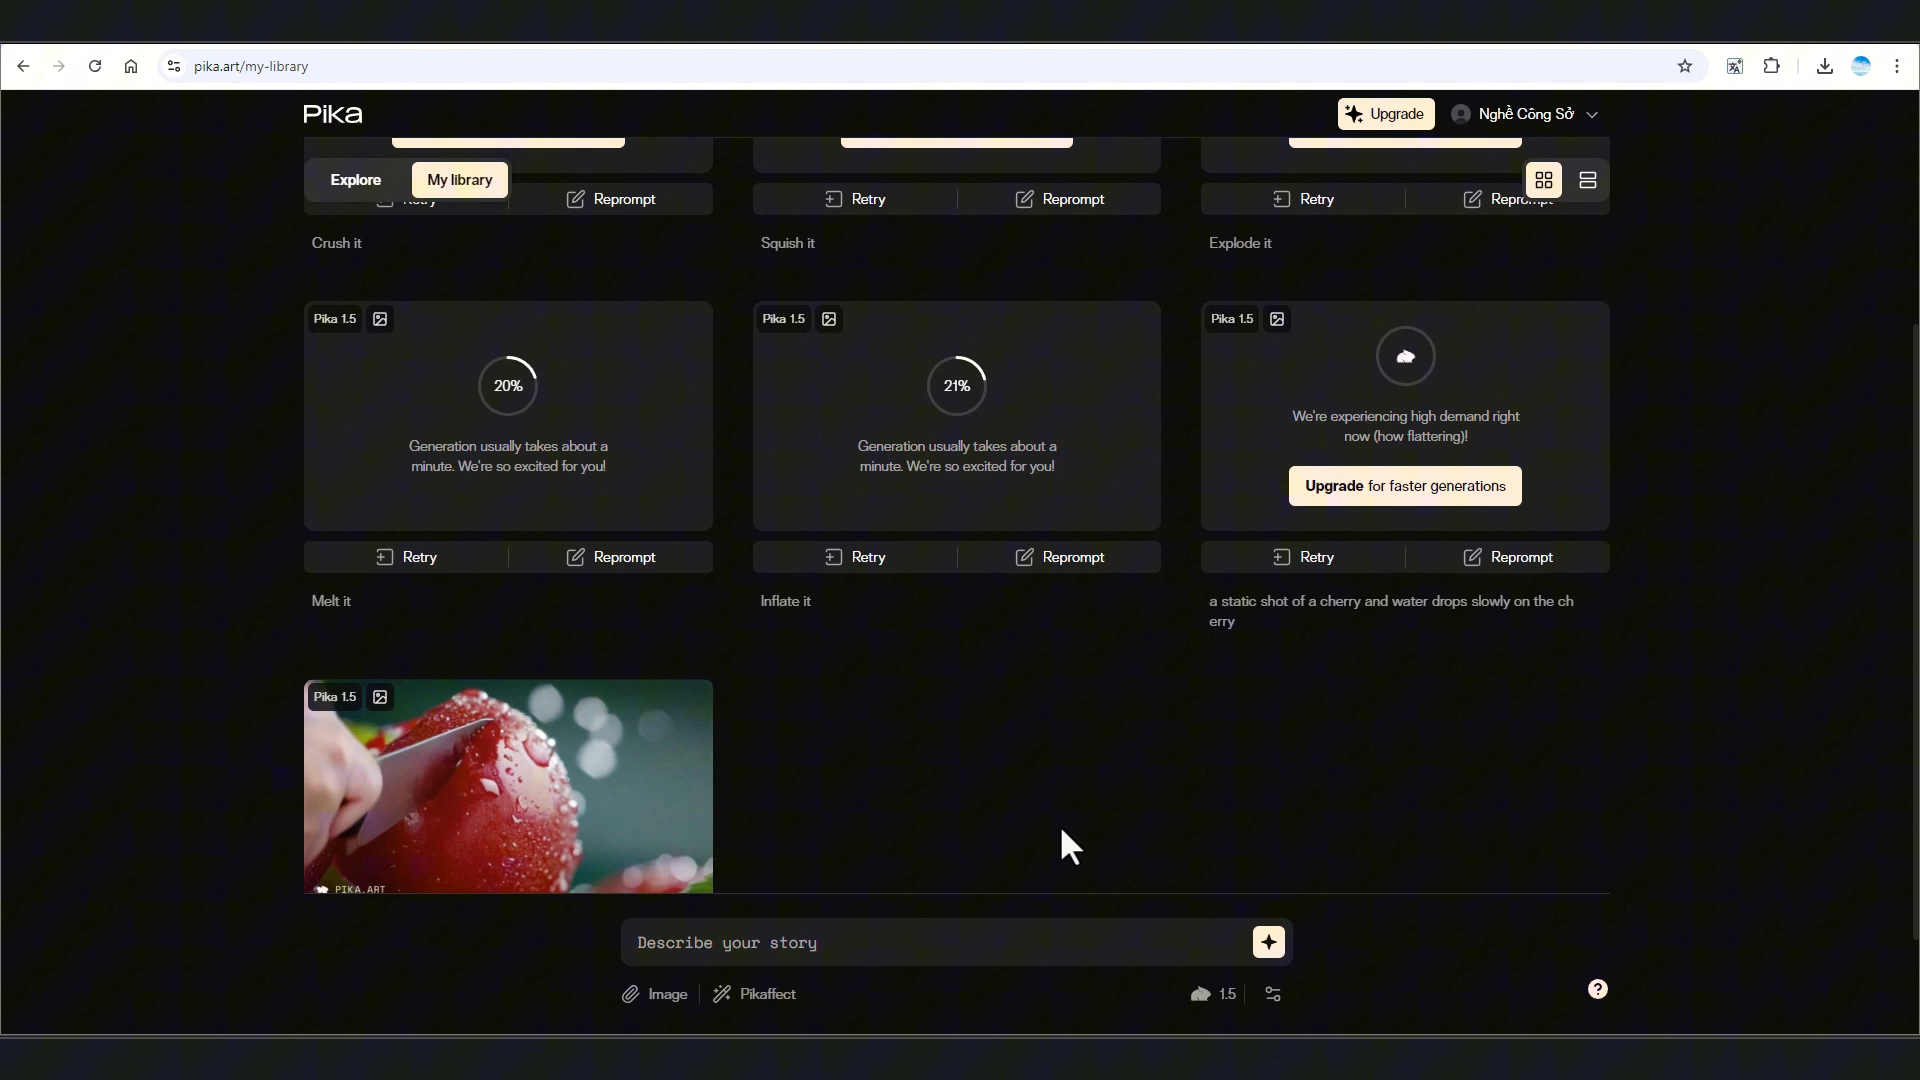 pika.art/my-library
Pika
Upgrade
Nghề Công Sở
Explore
My library
Retry
Reprompt
Retry
Reprompt
Retry
Crush it
Squish it
Explode it
Pika 1.5
Pika 1.5
Pika 1.5
20%
21%
Generation usually takes about a
minute. We're so excited for you!
Generation usually takes about a
minute. We're so excited for you!
We're experiencing high demand right
now (how flattering)!
Upgrade for faster generations
Retry
Reprompt
Retry
Reprompt
Retry
Reprompt
Melt it
Inflate it
a static shot of a cherry and water drops slowly on the ch
erry
Pika 1.5
PIKA.ART
Describe your story
Image
Pikaffect
1.5
?